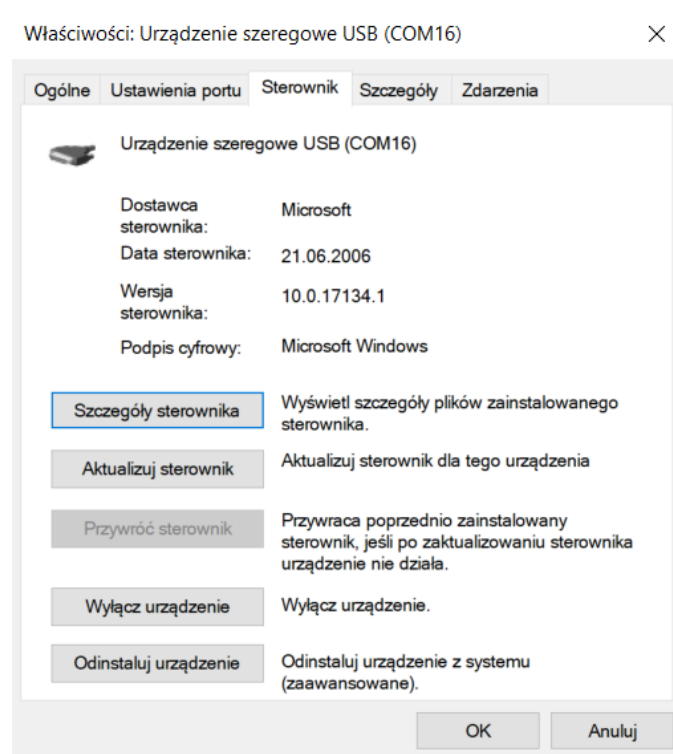 Właściwości: Urządzenie szeregowe USB (COM16)
Ogólne Ustawienia portu Sterownik Szczegóły Zdarzenia
Urządzenie szeregowe USB (COM16)
Dostawca
sterownika:
Microsoft
Data sterownika: 21.06.2006
Wersja
sterownika:
10.0.17134.1
Podpis cyfrowy: Microsoft Windows
Szczegóły sterownika
Wyświetl szczegóły plików zainstalowanego
sterownika.
Aktualizuj sterownik
Aktualizuj sterownik dla tego urządzenia
Przywróć sterownik
Przywraca poprzednio zainstalowany
sterownik, jeśli po zaktualizowaniu sterownika
urządzenie nie działa.
Wyłącz urządzenie
Wyłącz urządzenie.
Odinstaluj urządzenie
Odinstaluj urządzenie z systemu
(zaawansowane).
OK Anuluj